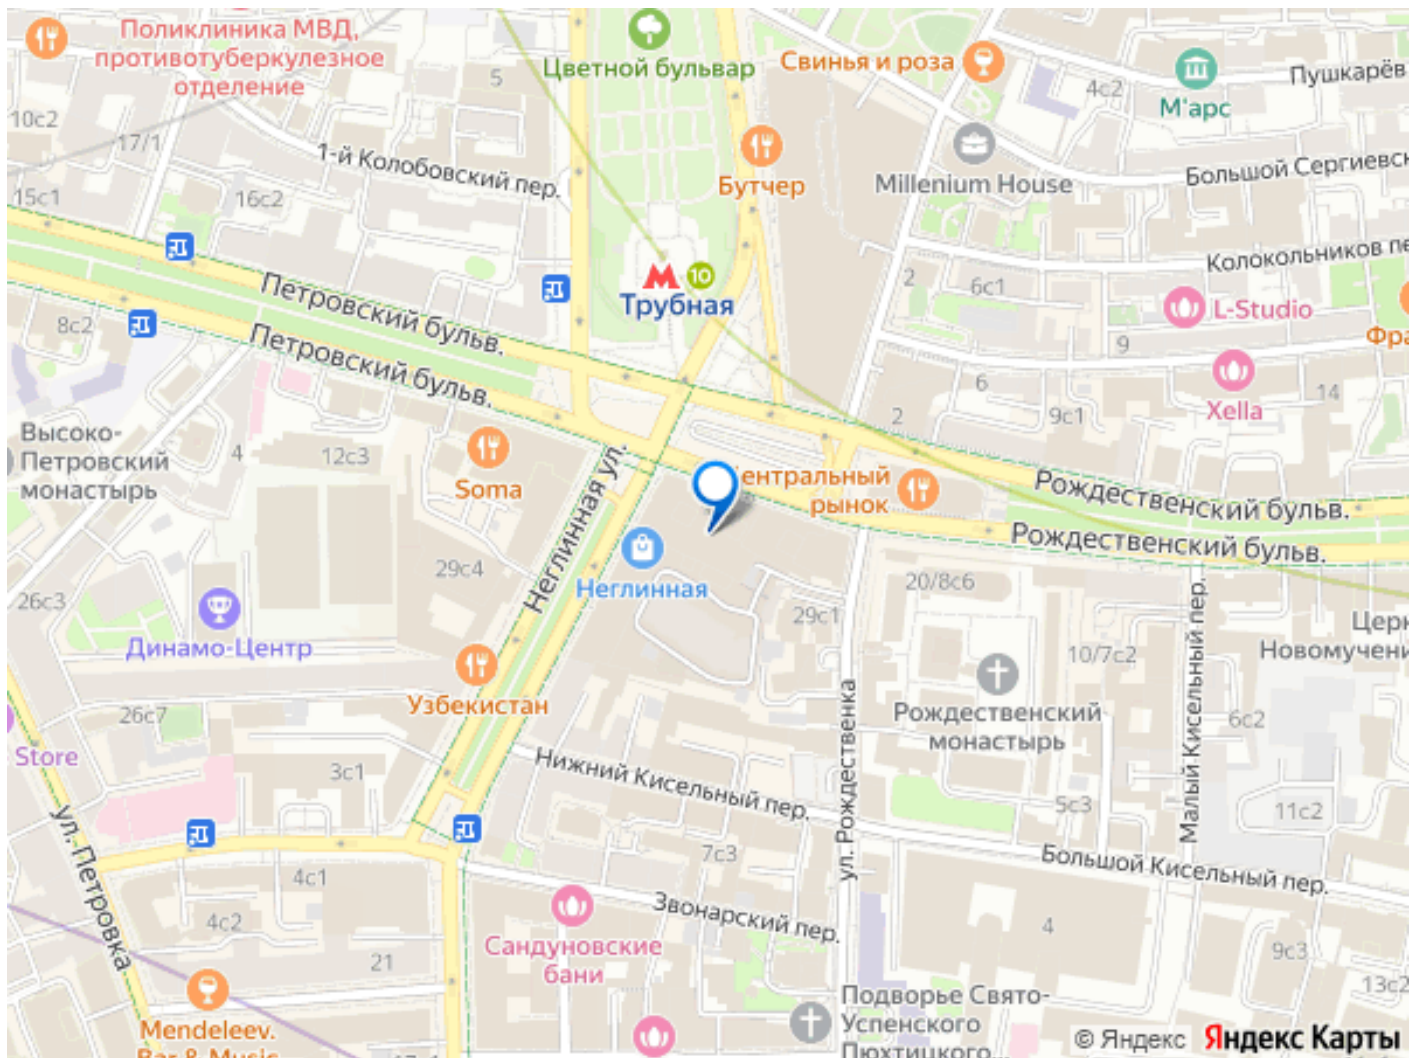 Поликлиника МВД,
противотуберкулезное
отделение
5
Цветной бульвар
Свинья и роза
4с2
М'арс
Пушкарёв
10с2
17/1
1-й Колобовский пер.
Бутчер
Millenium House
Большой Сергиевск
15с1
16с2
Колокольников пе
2
6с1
10
Трубная
L-Studio
Петровский бульв.
8с2
Петровский бульв.
9
Фра
6
Xella
14
2
9с1
Высоко-
Петровский
монастырь
4
12с3
Soma
Неглинная ул.
ентральный
рынок
Рождественский бульв.
Рождественский бульв.
29с4
Неглинная
20/8с6
26с3
29с1
Малый Кисельный пер.
Динамо-Центр
10/7с2
Церк
Новомучени
Узбекистан
26с7
Рождественский
монастырь
6с2
Store
3с1
Нижний Кисельный пер.
ул. Рождественка
5с3
11с2
ул. Петровка
7с3
Большой Кисельный пер.
4с1
4с2
Звонарский пер.
4
21
Сандуновские
бани
9с3
13с2
Mendeleev.
Bar & Music
Подворье Свято-
Успенского
Пюхтицкого
© Яндекс Яндекс Карты